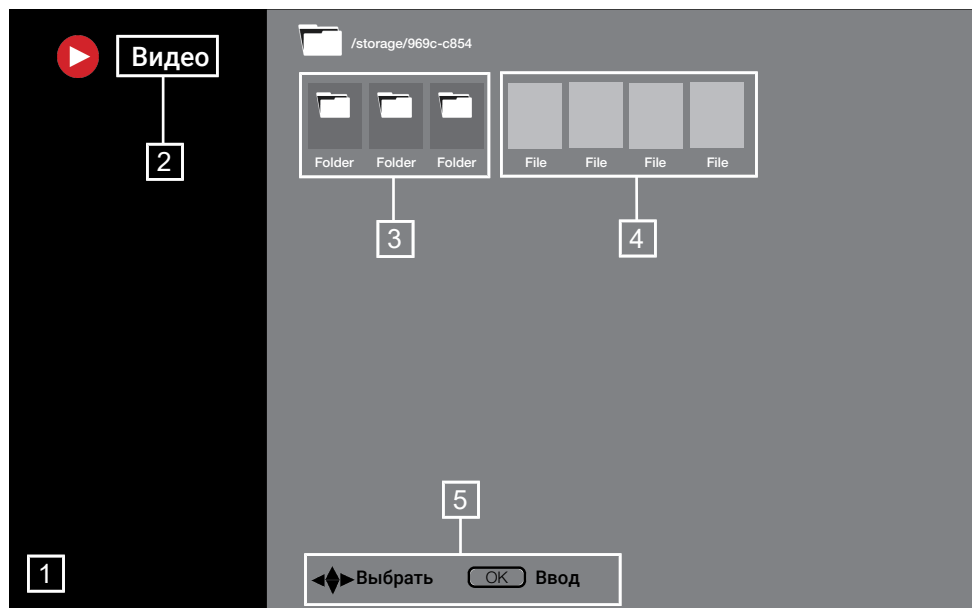 Видео
2
1
/storage/969c-c854
Folder Folder Folder File File File File
3 4
5
Выбрать OK Ввод